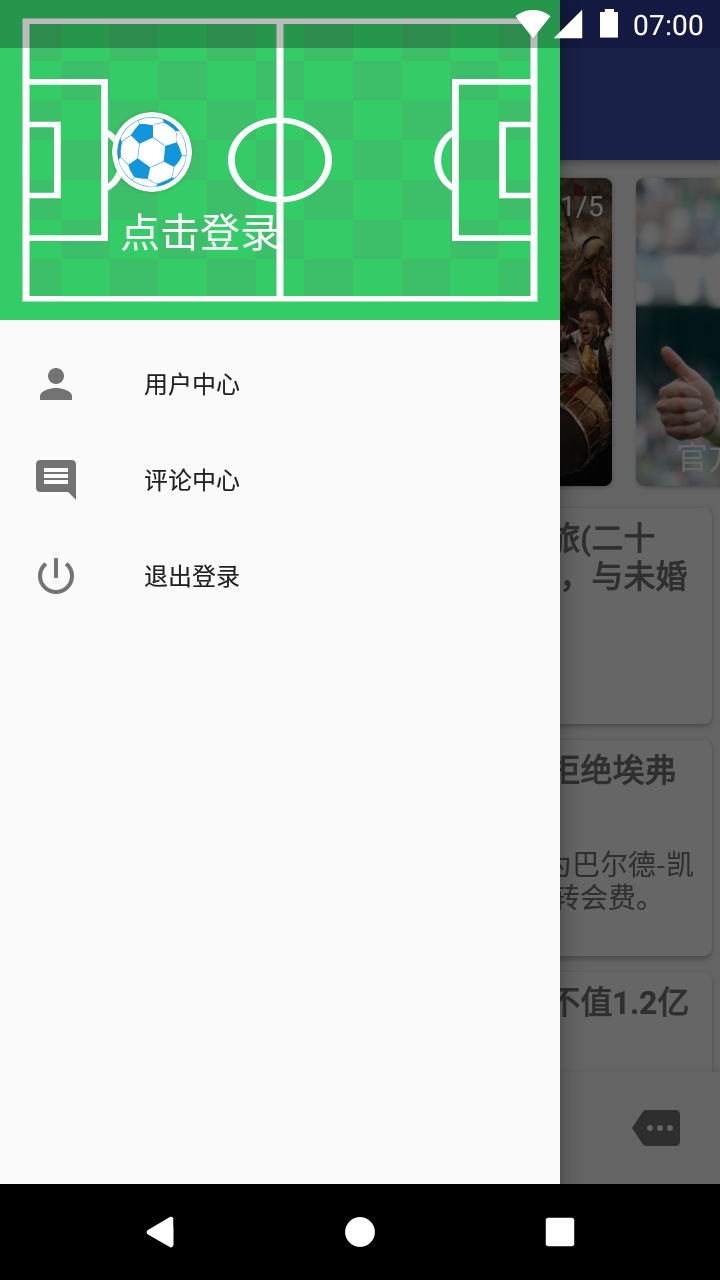 07:00
点击登录
1/5
用户中心
官方
评论中心
旅(二十
，与未婚
退出登录
拒绝埃弗
为巴尔德-凯
转会费。
不值1.2亿